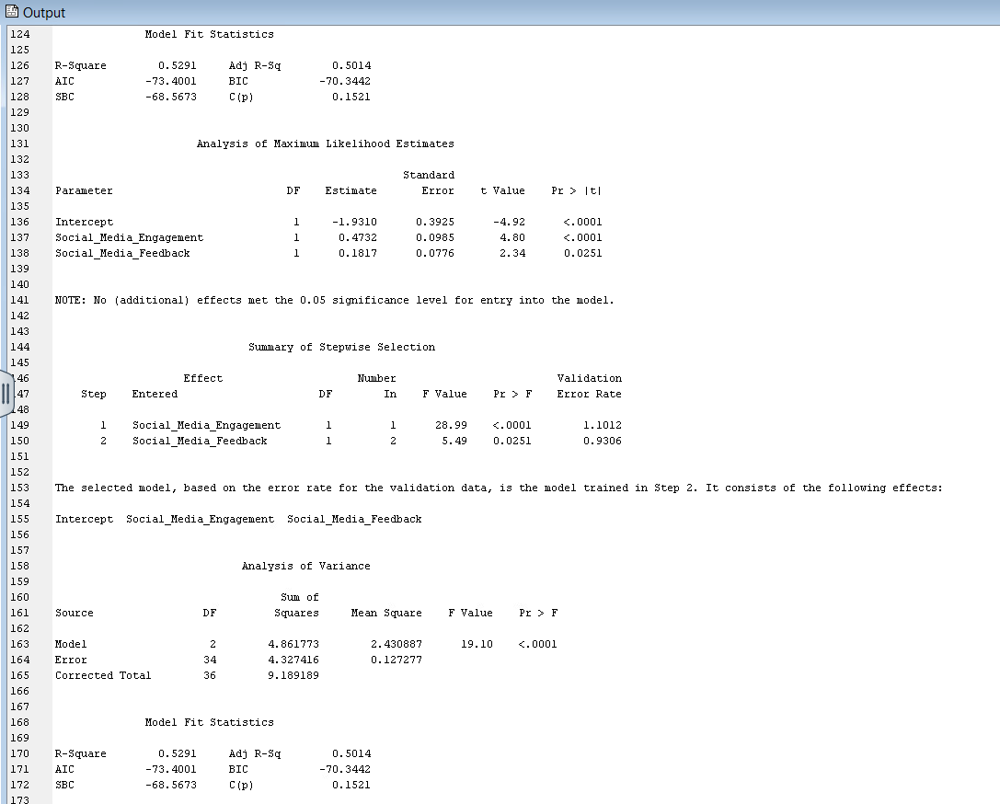 Output
124 Model Fit Statistics
125
126 R-Square 0.5291 Adj R-Sq 0.5014
127 AIC -73.4001 BIC -70.3442
128 SBC -68.5673 C(p) 0.1521
129
130
131 Analysis of Maximum Likelihood Estimates
132
133 Standard
134 Parameter DF Estimate Error t Value Pr > |t|
135
136 Intercept 1 -1.9310 0.3925 -4.92 <.0001
137 Social_Media_Engagement 1 0.4732 0.0985 4.80 <.0001
138 Social_Media_Feedback 1 0.1817 0.0776 2.34 0.0251
139
140
141 NOTE: No (additional) effects met the 0.05 significance level for entry into the model.
142
143
144 Summary of Stepwise Selection
145
46 Effect Number Validation
47 Step Entered DF In F Value Pr > F Error Rate
48
149 1 Social_Media_Engagement 1 1 28.99 <.0001 1.1012
150 2 Social_Media_Feedback 1 2 5.49 0.0251 0.9306
151
152
153 The selected model, based on the error rate for the validation data, is the model trained in Step 2. It consists of the following effects:
154
155 Intercept Social_Media_Engagement Social_Media_Feedback
156
157
158 Analysis of Variance
159
160 Sum of
161 Source DF Squares Mean Square F Value Pr > F
162
163 Model 2 4.861773 2.430887 19.10 <.0001
164 Error 34 4.327416 0.127277
165 Corrected Total 36 9.189189
166
167
168 Model Fit Statistics
169
170 R-Square 0.5291 Adj R-Sq 0.5014
171 AIC -73.4001 BIC -70.3442
172 SBC -68.5673 C(p) 0.1521
173